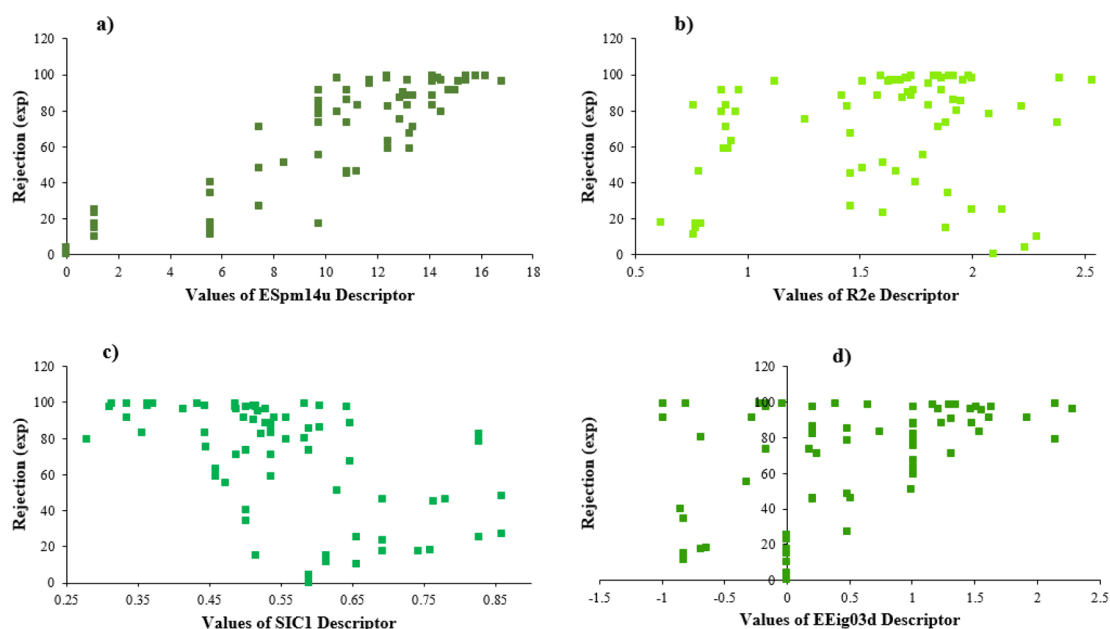 a)
120
100
80
60
40
20
0
Rejection (exp)
0 2 4 6 8 10 12 14 16 18
Values of ESpm14u Descriptor
b)
120
100
80
60
40
20
0
Rejection (exp)
0.5 1 1.5 2 2.5
Values of R2e Descriptor
c)
120
100
80
60
40
20
0
Rejection (exp)
0.25 0.35 0.45 0.55 0.65 0.75 0.85
Values of SIC1 Descriptor
d)
120
100
80
60
40
20
0
Rejection (exp)
-1.5 -1 -0.5 0 0.5 1 1.5 2 2.5
Values of EEig03d Descriptor